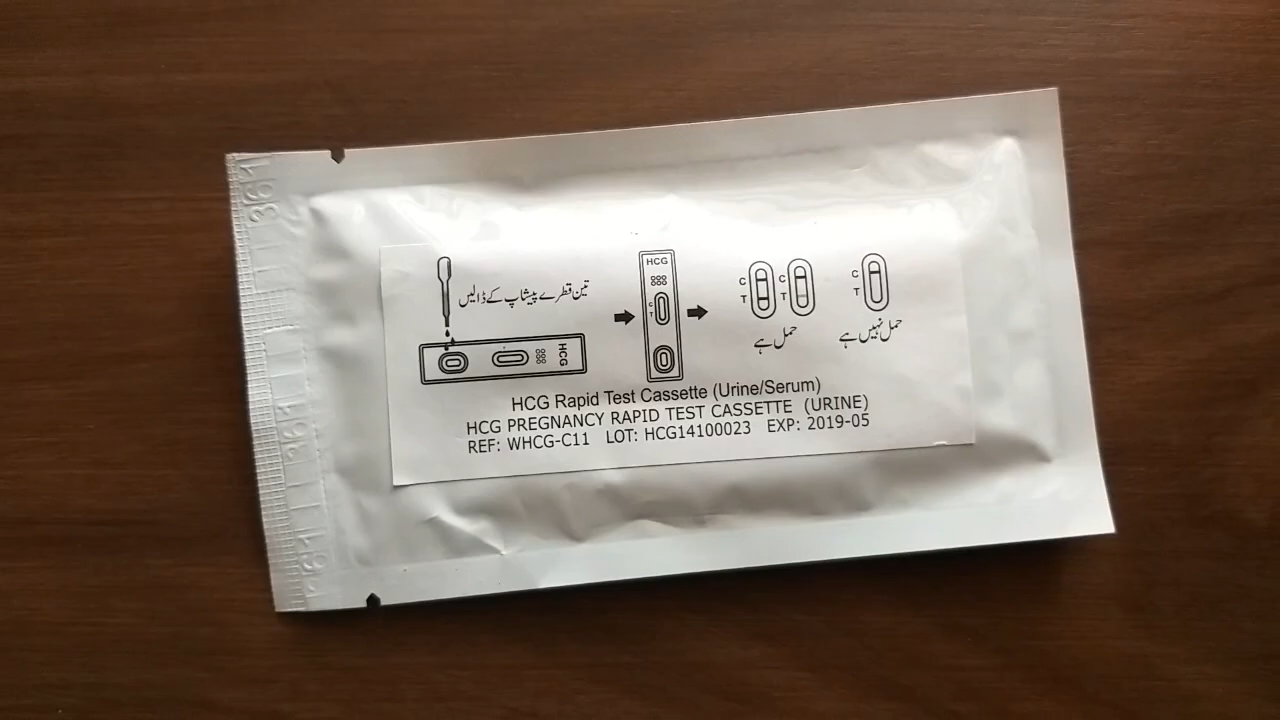 تین قطرے پیشاپ کے ڈالیں
HCG
HCG
C
T
C
T
C
T
حمل ہے
C
T
حمل نہیں ہے
HCG Rapid Test Cassette (Urine/Serum)
HCG PREGNANCY RAPID TEST CASSETTE (URINE)
REF: WHCG-C11 LOT: HCG14100023 EXP: 2019-05